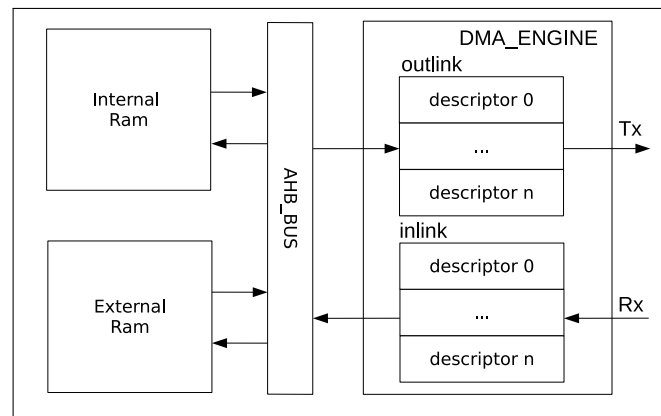 Internal
Ram
External
Ram
AHB_BUS
DMA_ENGINE
outlink
descriptor 0
...
descriptor n
inlink
descriptor 0
...
descriptor n
Tx
Rx